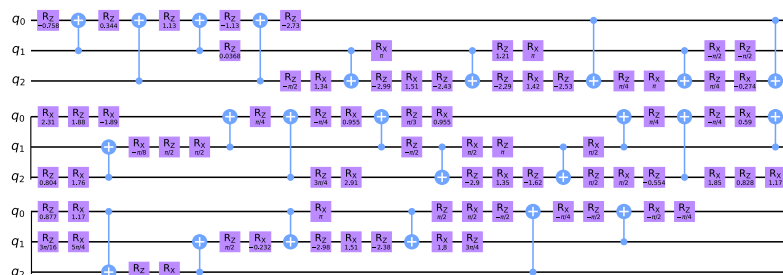 q0 RZ −0.758 RZ 0.344 RZ 1.13 RZ −1.13 RZ −2.73
q1 RZ 0.0366 RX π RZ 1.21 RX π RX −π/2 RZ −π/2
q2 RZ −π/2 RX 1.34 RZ −2.99 RX 1.51 RZ −2.43 RZ −2.29 RX 1.42 RZ −2.53 RZ π/4 RX π RZ π/4 RX −0.274
q0 RX 2.31 RZ 1.88 RX −1.89 RZ π/4 RZ −π/4 RX 0.955 RZ π/3 RX 0.955 RZ π/4 RZ −π/4 RX 0.59
q1 RX −π/8 RZ π/2 RX π/2 RZ −π/2 RX π/2 RZ π RX π/2
q2 RZ 0.804 RX 1.76 RZ 3π/4 RX 2.91 RZ −2.9 RX 1.35 RZ −1.62 RZ π/2 RX π/2 RZ −0.554 RX 1.85 RZ 0.828 RX 1.17
q0 RZ 0.877 RX 1.17 RX π RZ π/2 RX π/2 RZ −π/2 RX −π/4 RZ −π/2 RX −π/2 RZ −π/4
q1 RZ 3π/16 RX 5π/4 RZ π/2 RX −0.232 RZ −2.98 RX 1.51 RZ −2.38 RX 1.8 RZ 3π/4
q2 RZ RX